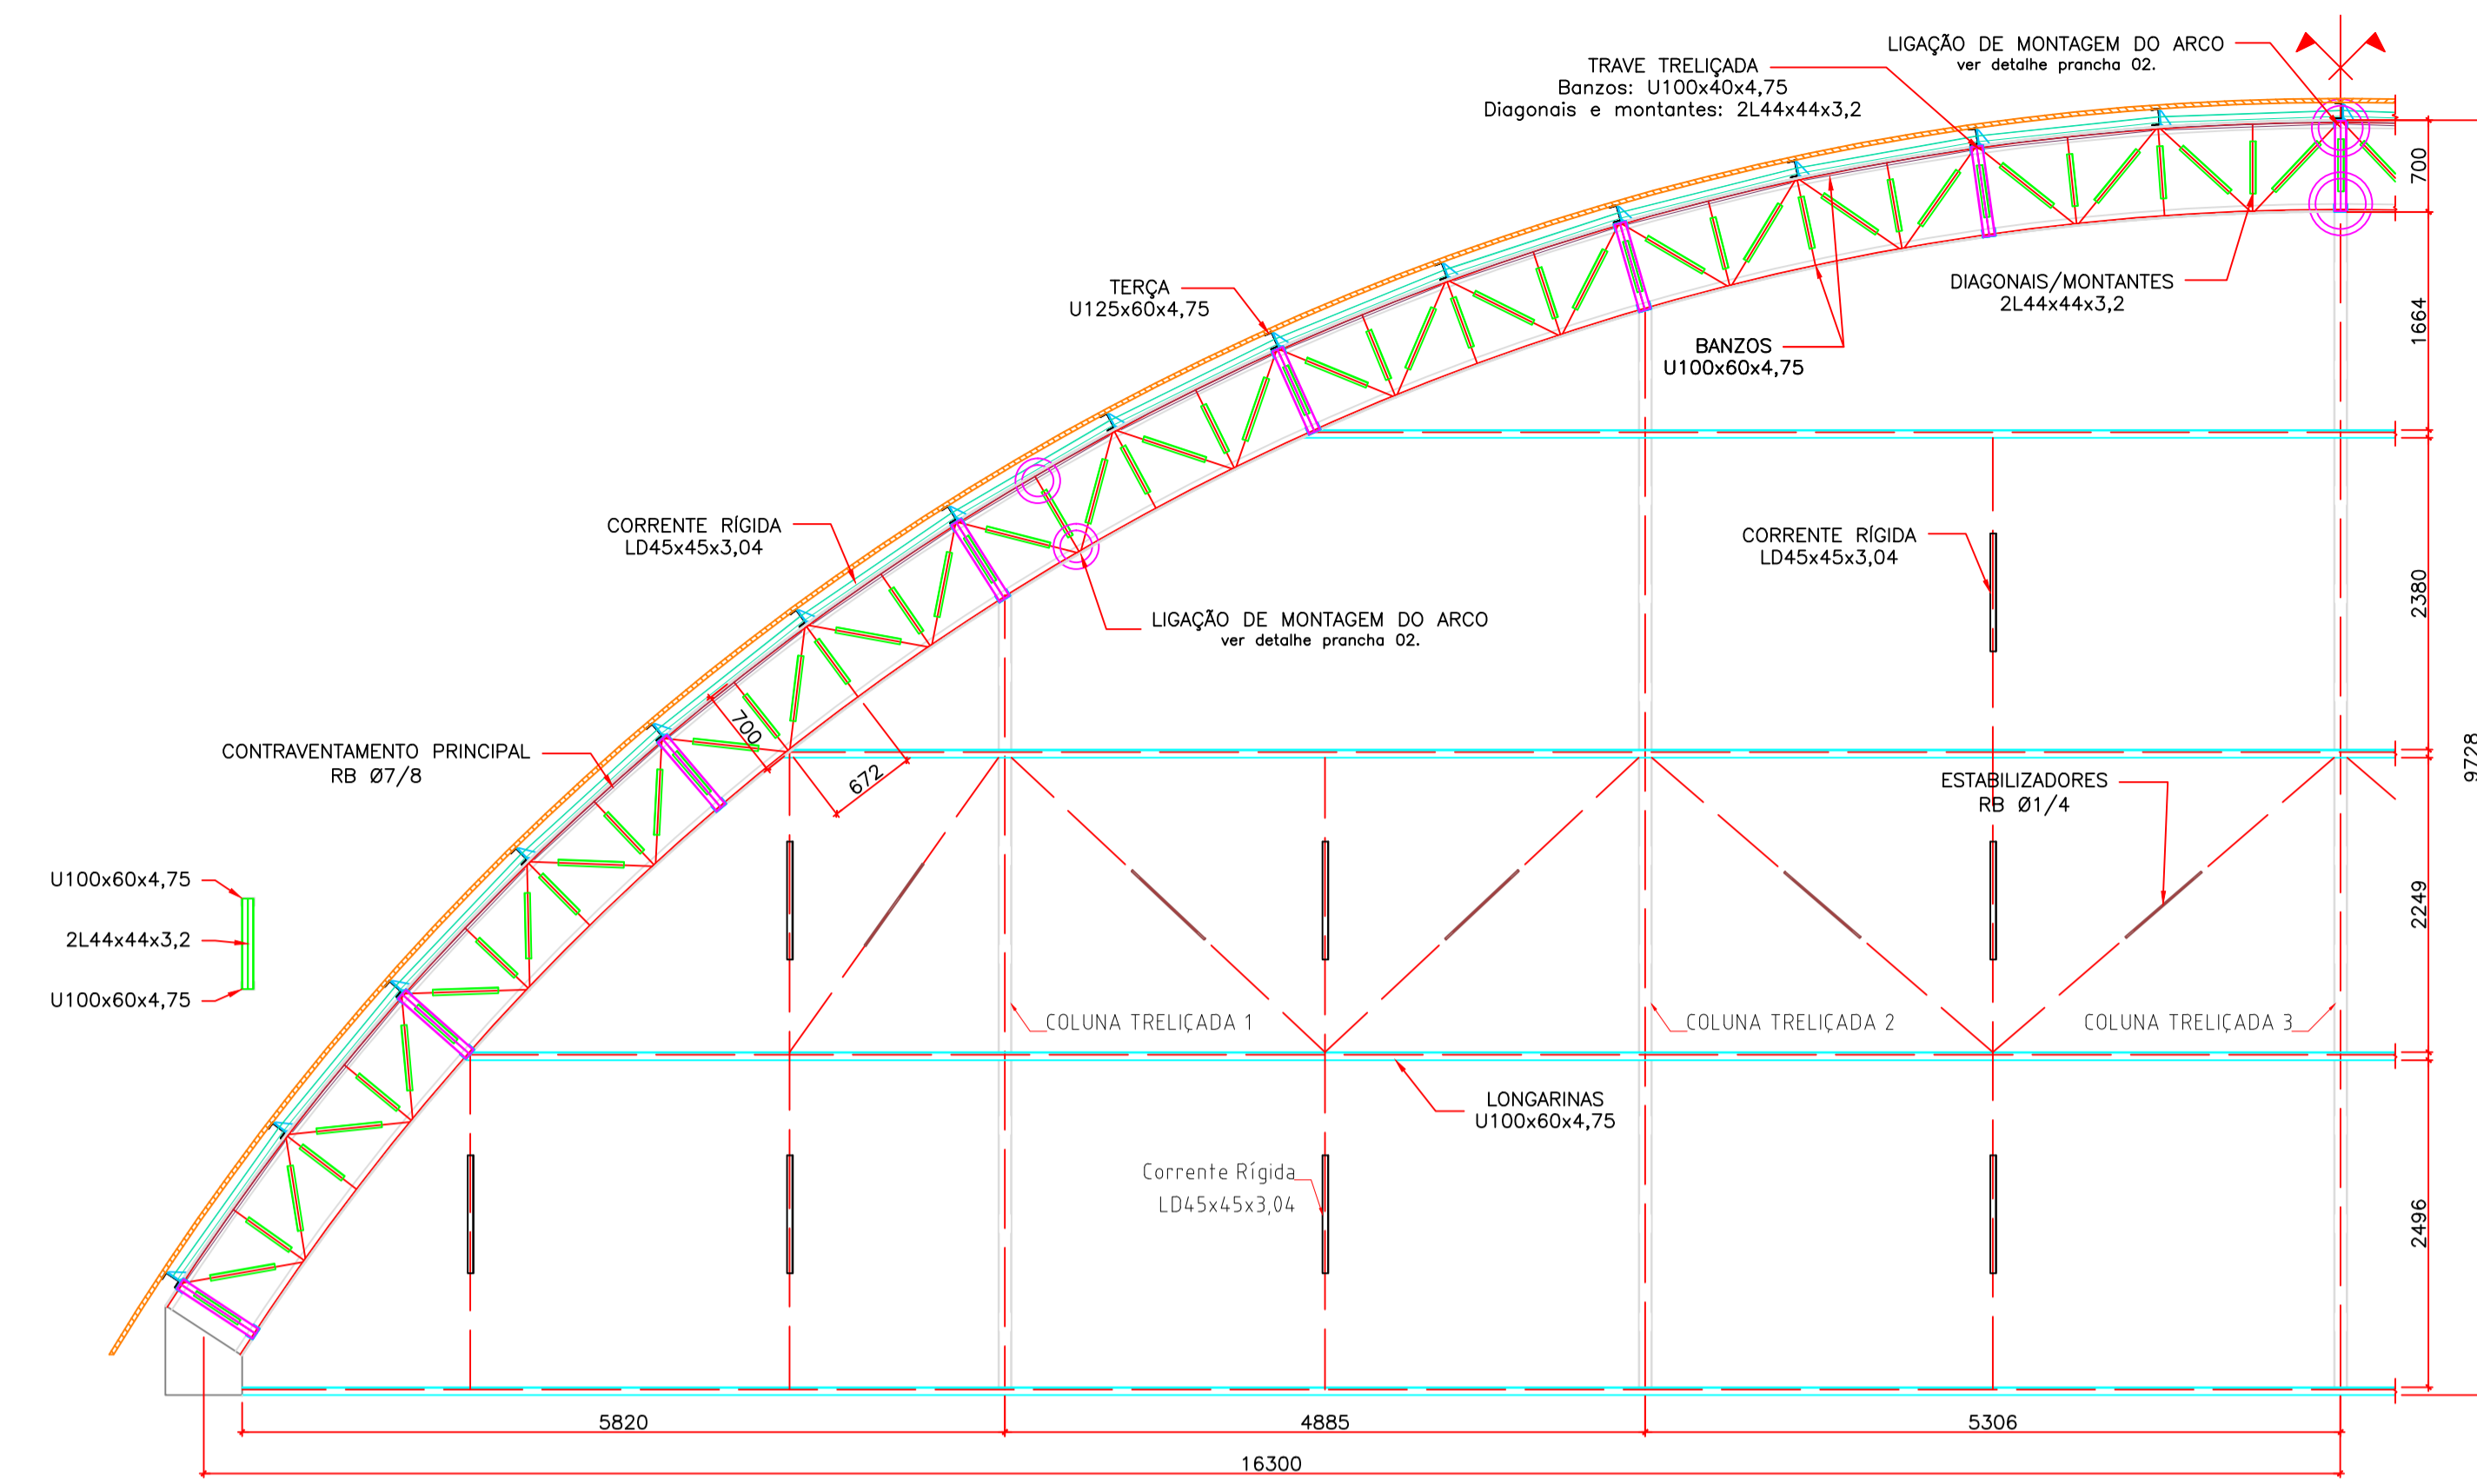 LIGAÇÃO DE MONTAGEM DO ARCO
ver detalhe prancha 02.
TRAVE TRELIÇADA
Banzos: U100x40x4,75
Diagonais e montantes: 2L44x44x3,2
700
DIAGONAIS/MONTANTES
2L44x44x3,2
TERÇA
U125x60x4,75
1664
BANZOS
U100x60x4,75
CORRENTE RÍGIDA
LD45x45x3,04
CORRENTE RÍGIDA
LD45x45x3,04
2380
LIGAÇÃO DE MONTAGEM DO ARCO
ver detalhe prancha 02.
700
672
CONTRAVENTAMENTO PRINCIPAL
RB Ø7/8
9728
ESTABILIZADORES
RB Ø1/4
U100x60x4,75
2L44x44x3,2
U100x60x4,75
2249
COLUNA TRELIÇADA 1
COLUNA TRELIÇADA 2
COLUNA TRELIÇADA 3
LONGARINAS
U100x60x4,75
Corrente Rígida
LD45x45x3,04
2496
5820
4885
5306
16300